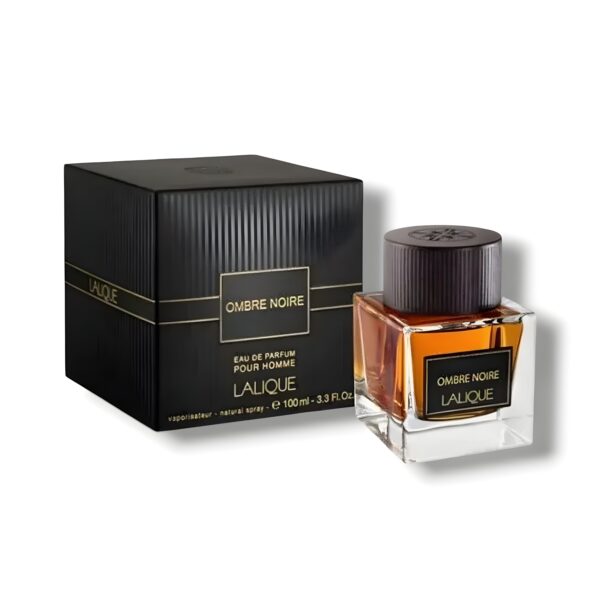 LALIQUE
OMBRE NOIRE
EAU DE PARFUM
POUR HOMME
LALIQUE
vaporisateur - natural spray - e 100 ml - 3.3 Fl.Oz.
OMBRE NOIRE
LALIQUE